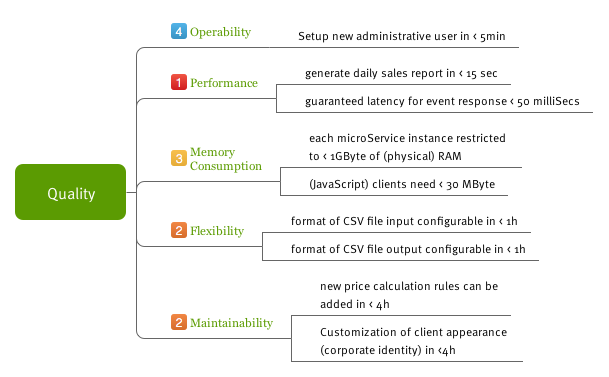 Quality
4 Operability
Setup new administrative user in < 5min
1 Performance
generate daily sales report in < 15 sec
guaranteed latency for event response < 50 milliSecs
3 Memory
Consumption
each microService instance restricted
to < 1GByte of (physical) RAM
(JavaScript) clients need < 30 MByte
2 Flexibility
format of CSV file input configurable in < 1h
format of CSV file output configurable in < 1h
2 Maintainability
new price calculation rules can be
added in < 4h
Customization of client appearance
(corporate identity) in <4h